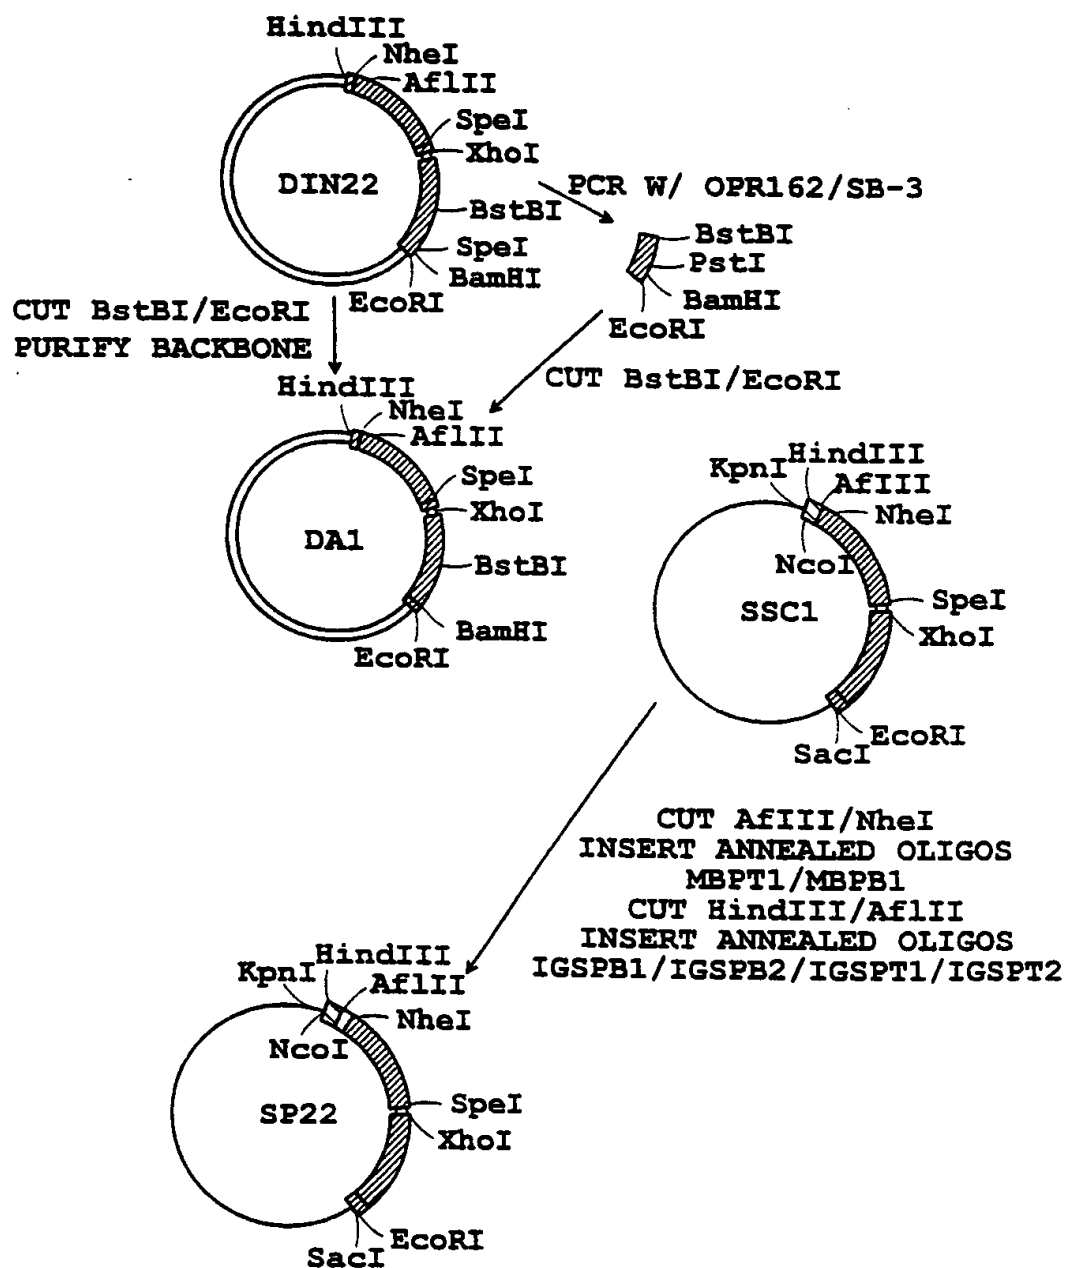 HindIII
NheI
AflII
SpeI
XhoI
DIN22
PCR W/ OPR162/SB-3
BstBI
SpeI
BamHI
EcoRI
BstBI
PstI
BamHI
EcoRI
CUT BstBI/EcoRI
PURIFY BACKBONE
CUT BstBI/EcoRI
HindIII
NheI
AflII
SpeI
XhoI
DA1
BstBI
BamHI
EcoRI
KpnI
HindIII
AfIII
NheI
NcoI
SSC1
SpeI
XhoI
EcoRI
SacI
CUT AfIII/NheI
INSERT ANNEALED OLIGOS
MBPT1/MBPB1
CUT HindIII/AflII
INSERT ANNEALED OLIGOS
IGSPB1/IGSPB2/IGSPT1/IGSPT2
KpnI
HindIII
AflII
NheI
NcoI
SP22
SpeI
XhoI
EcoRI
SacI